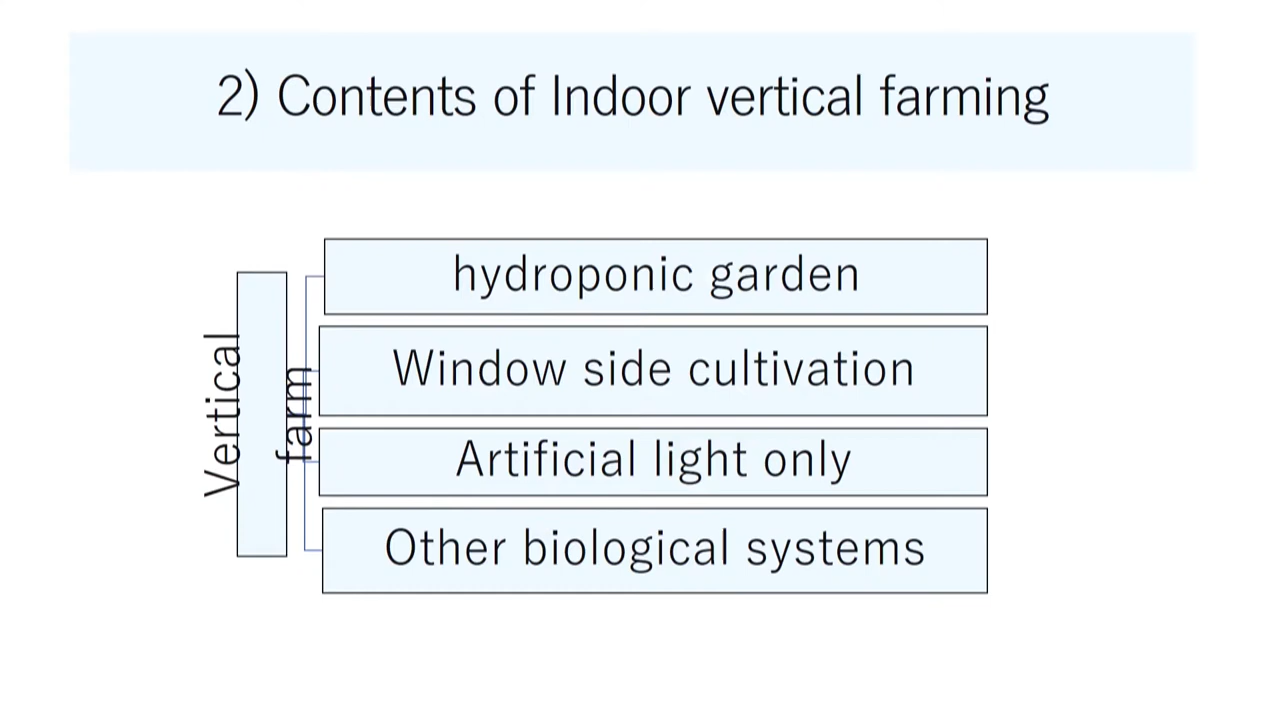 2) Contents of Indoor vertical farming
Vertical
farm
hydroponic garden
Window side cultivation
Artificial light only
Other biological systems